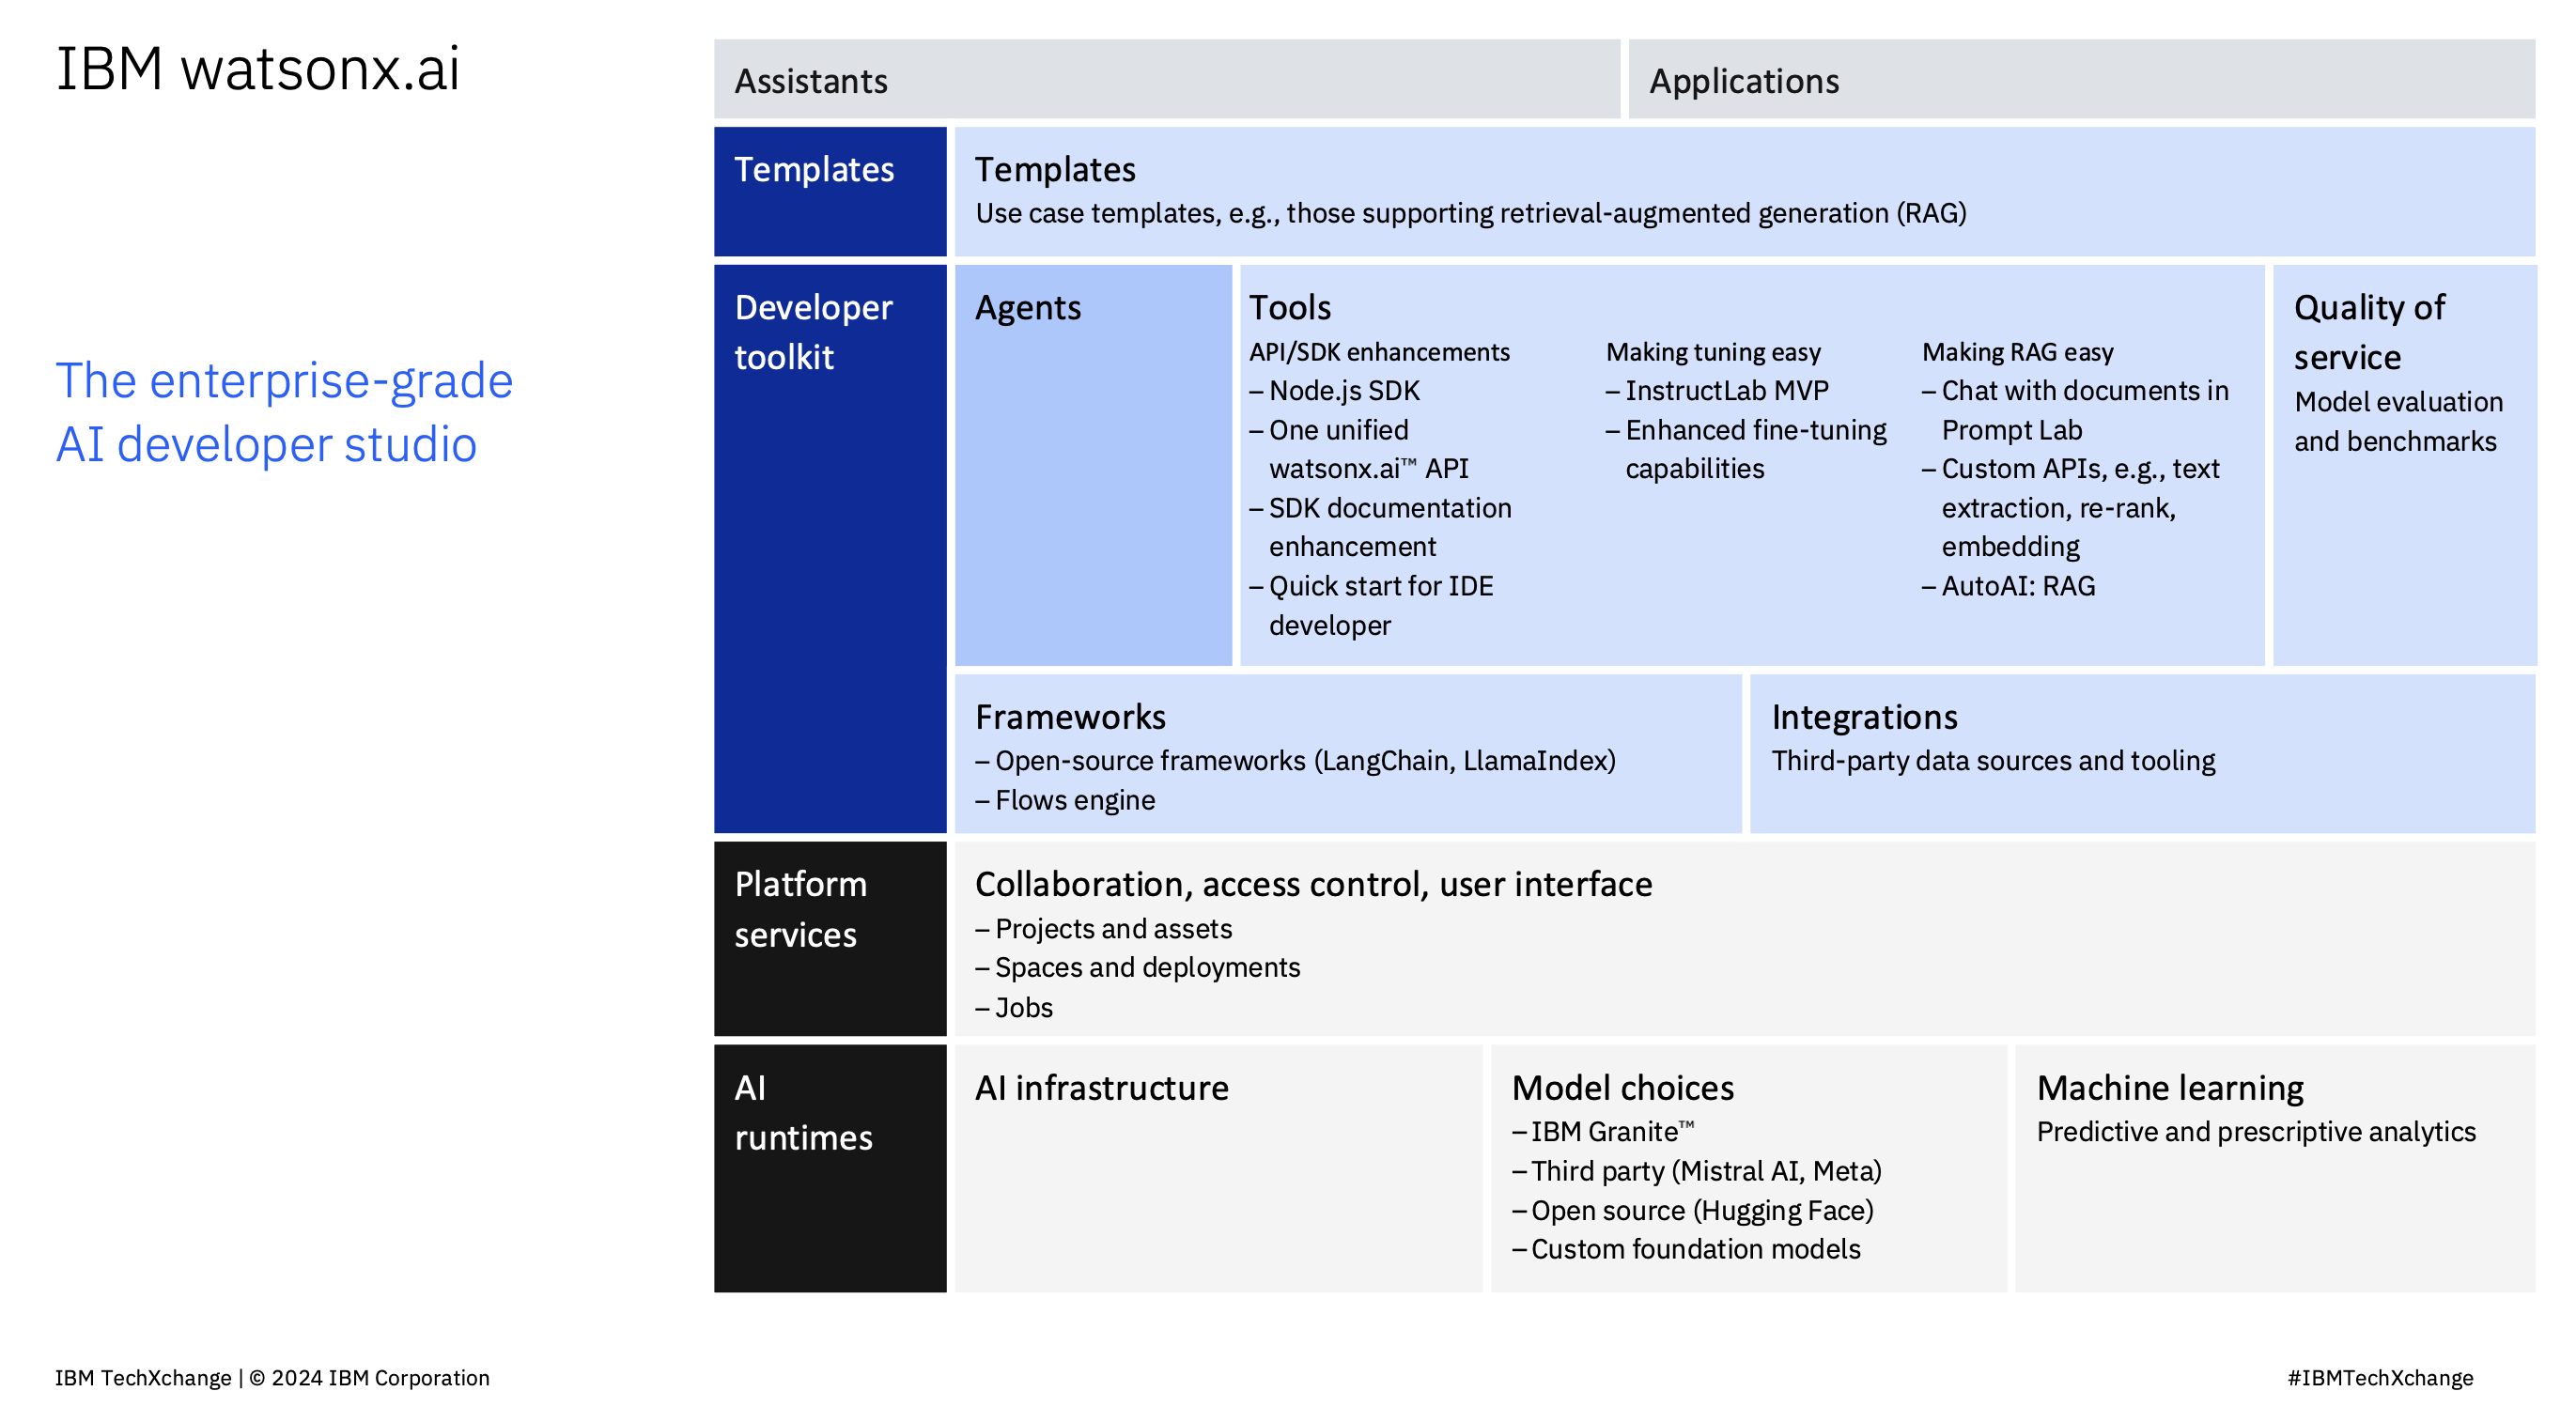 IBM watsonx.ai
The enterprise-grade
AI developer studio
Assistants
Applications
Templates
Templates
Use case templates, e.g., those supporting retrieval-augmented generation (RAG)
Developer
toolkit
Agents
Tools
API/SDK enhancements
– Node.js SDK
– One unified
watsonx.ai™ API
– SDK documentation
enhancement
– Quick start for IDE
developer
Making tuning easy
– InstructLab MVP
– Enhanced fine-tuning
capabilities
Making RAG easy
– Chat with documents in
Prompt Lab
– Custom APIs, e.g., text
extraction, re-rank,
embedding
– AutoAI: RAG
Quality of
service
Model evaluation
and benchmarks
Frameworks
– Open-source frameworks (LangChain, LlamaIndex)
– Flows engine
Integrations
Third-party data sources and tooling
Platform
services
Collaboration, access control, user interface
– Projects and assets
– Spaces and deployments
– Jobs
AI
runtimes
AI infrastructure
Model choices
– IBM Granite™
– Third party (Mistral AI, Meta)
– Open source (Hugging Face)
– Custom foundation models
Machine learning
Predictive and prescriptive analytics
IBM TechXchange | © 2024 IBM Corporation
#IBMTechXchange